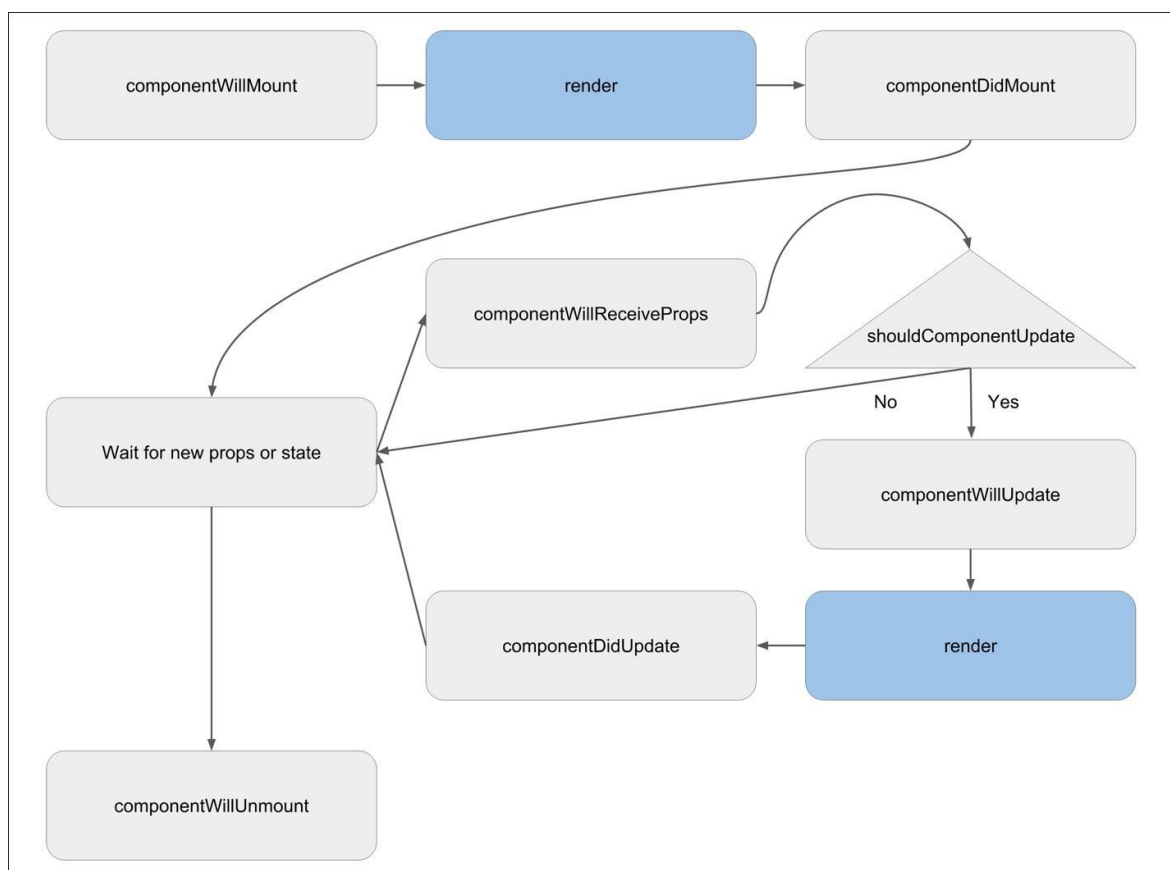 componentWillMount
render
componentDidMount
componentWillReceiveProps
shouldComponentUpdate
No
Yes
Wait for new props or state
componentWillUpdate
componentDidUpdate
render
componentWillUnmount